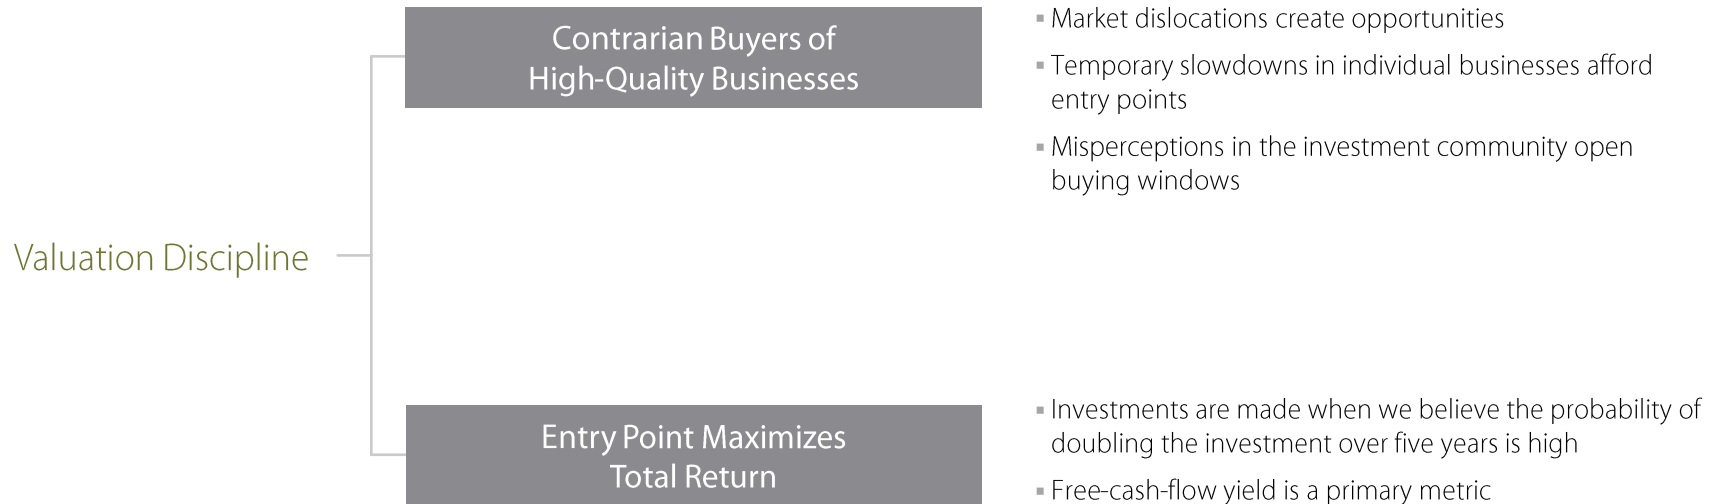 Contrarian Buyers of
High-Quality Businesses
▪ Market dislocations create opportunities
▪ Temporary slowdowns in individual businesses afford
entry points
▪ Misperceptions in the investment community open
buying windows
Valuation Discipline
Entry Point Maximizes
Total Return
▪ Investments are made when we believe the probability of
doubling the investment over five years is high
▪ Free-cash-flow yield is a primary metric